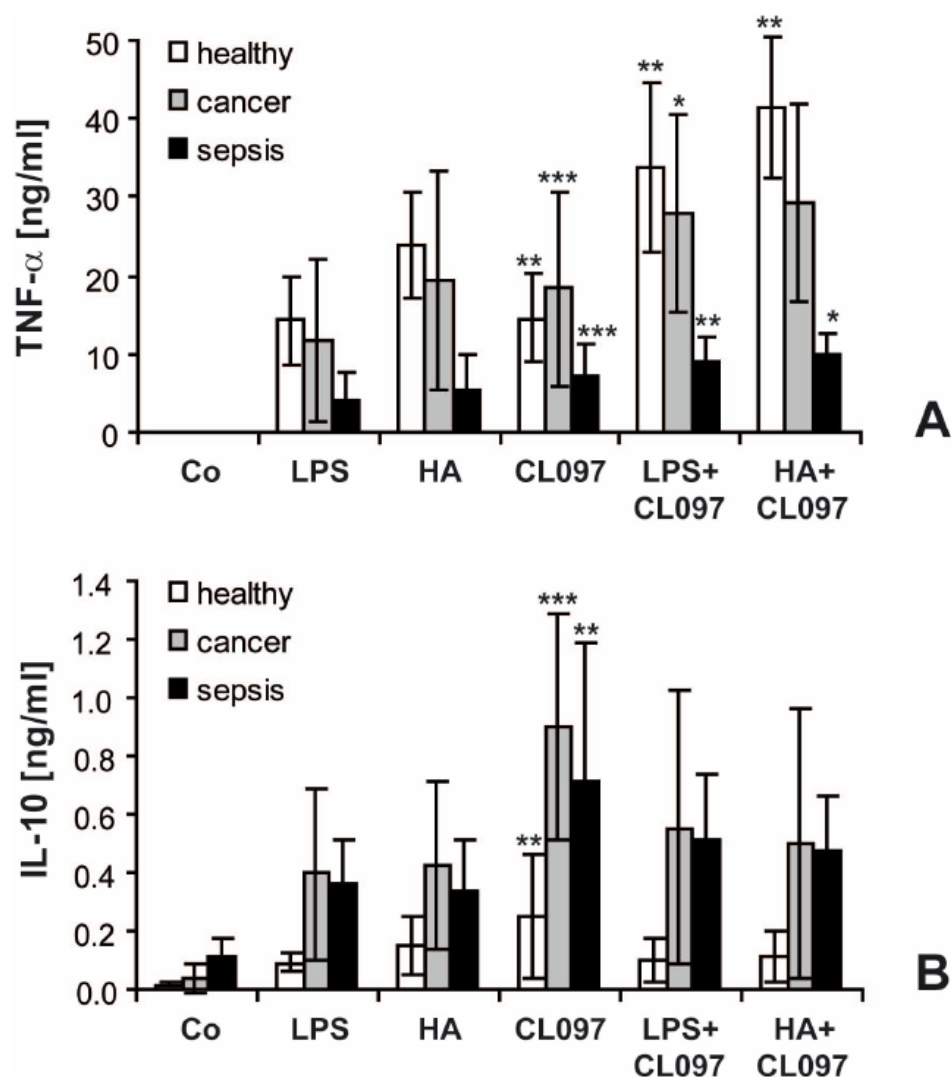 50
40
30
20
10
0
TNF-α [ng/ml]
healthy
cancer
sepsis
** * ** *** ** *** ** *
Co LPS HA CL097 LPS+ CL097 HA+ CL097
A
1.4
1.2
1.0
0.8
0.6
0.4
0.2
0.0
IL-10 [ng/ml]
healthy
cancer
sepsis
*** ** **
Co LPS HA CL097 LPS+ CL097 HA+ CL097
B